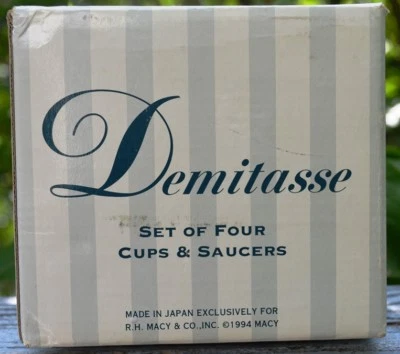 Demitasse
SET OF FOUR
CUPS & SAUCERS
MADE IN JAPAN EXCLUSIVELY FOR
R.H. MACY & CO.,INC. ©1994 MACY